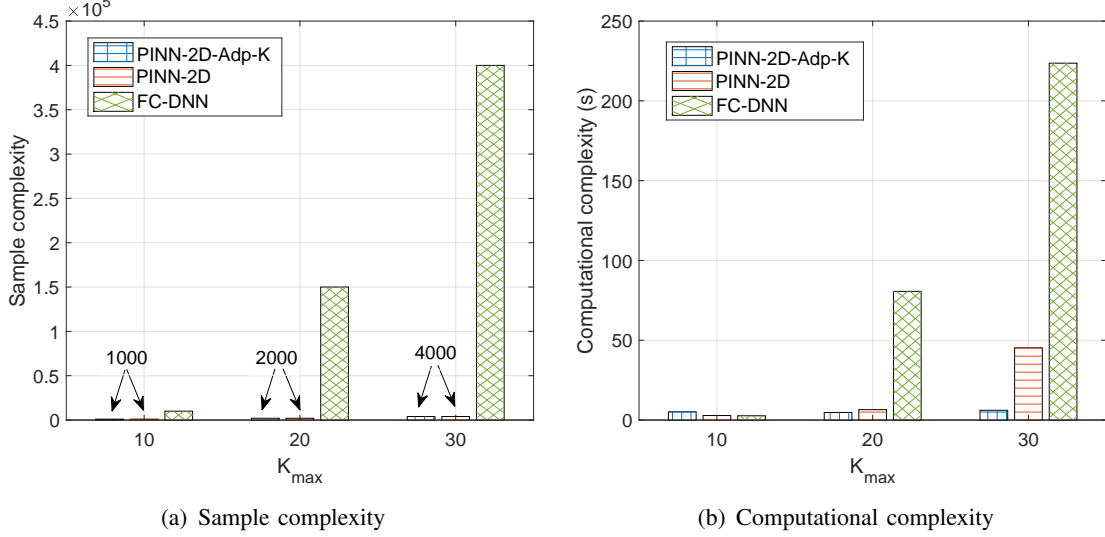 ×10⁵
4.5
4
3.5
3
2.5
2
1.5
1
0.5
0
Sample complexity
PINN-2D-Adp-K
PINN-2D
FC-DNN
1000
2000
4000
10 20 30
K_max
(a) Sample complexity
250
200
150
100
50
0
Computational complexity (s)
PINN-2D-Adp-K
PINN-2D
FC-DNN
10 20 30
K_max
(b) Computational complexity